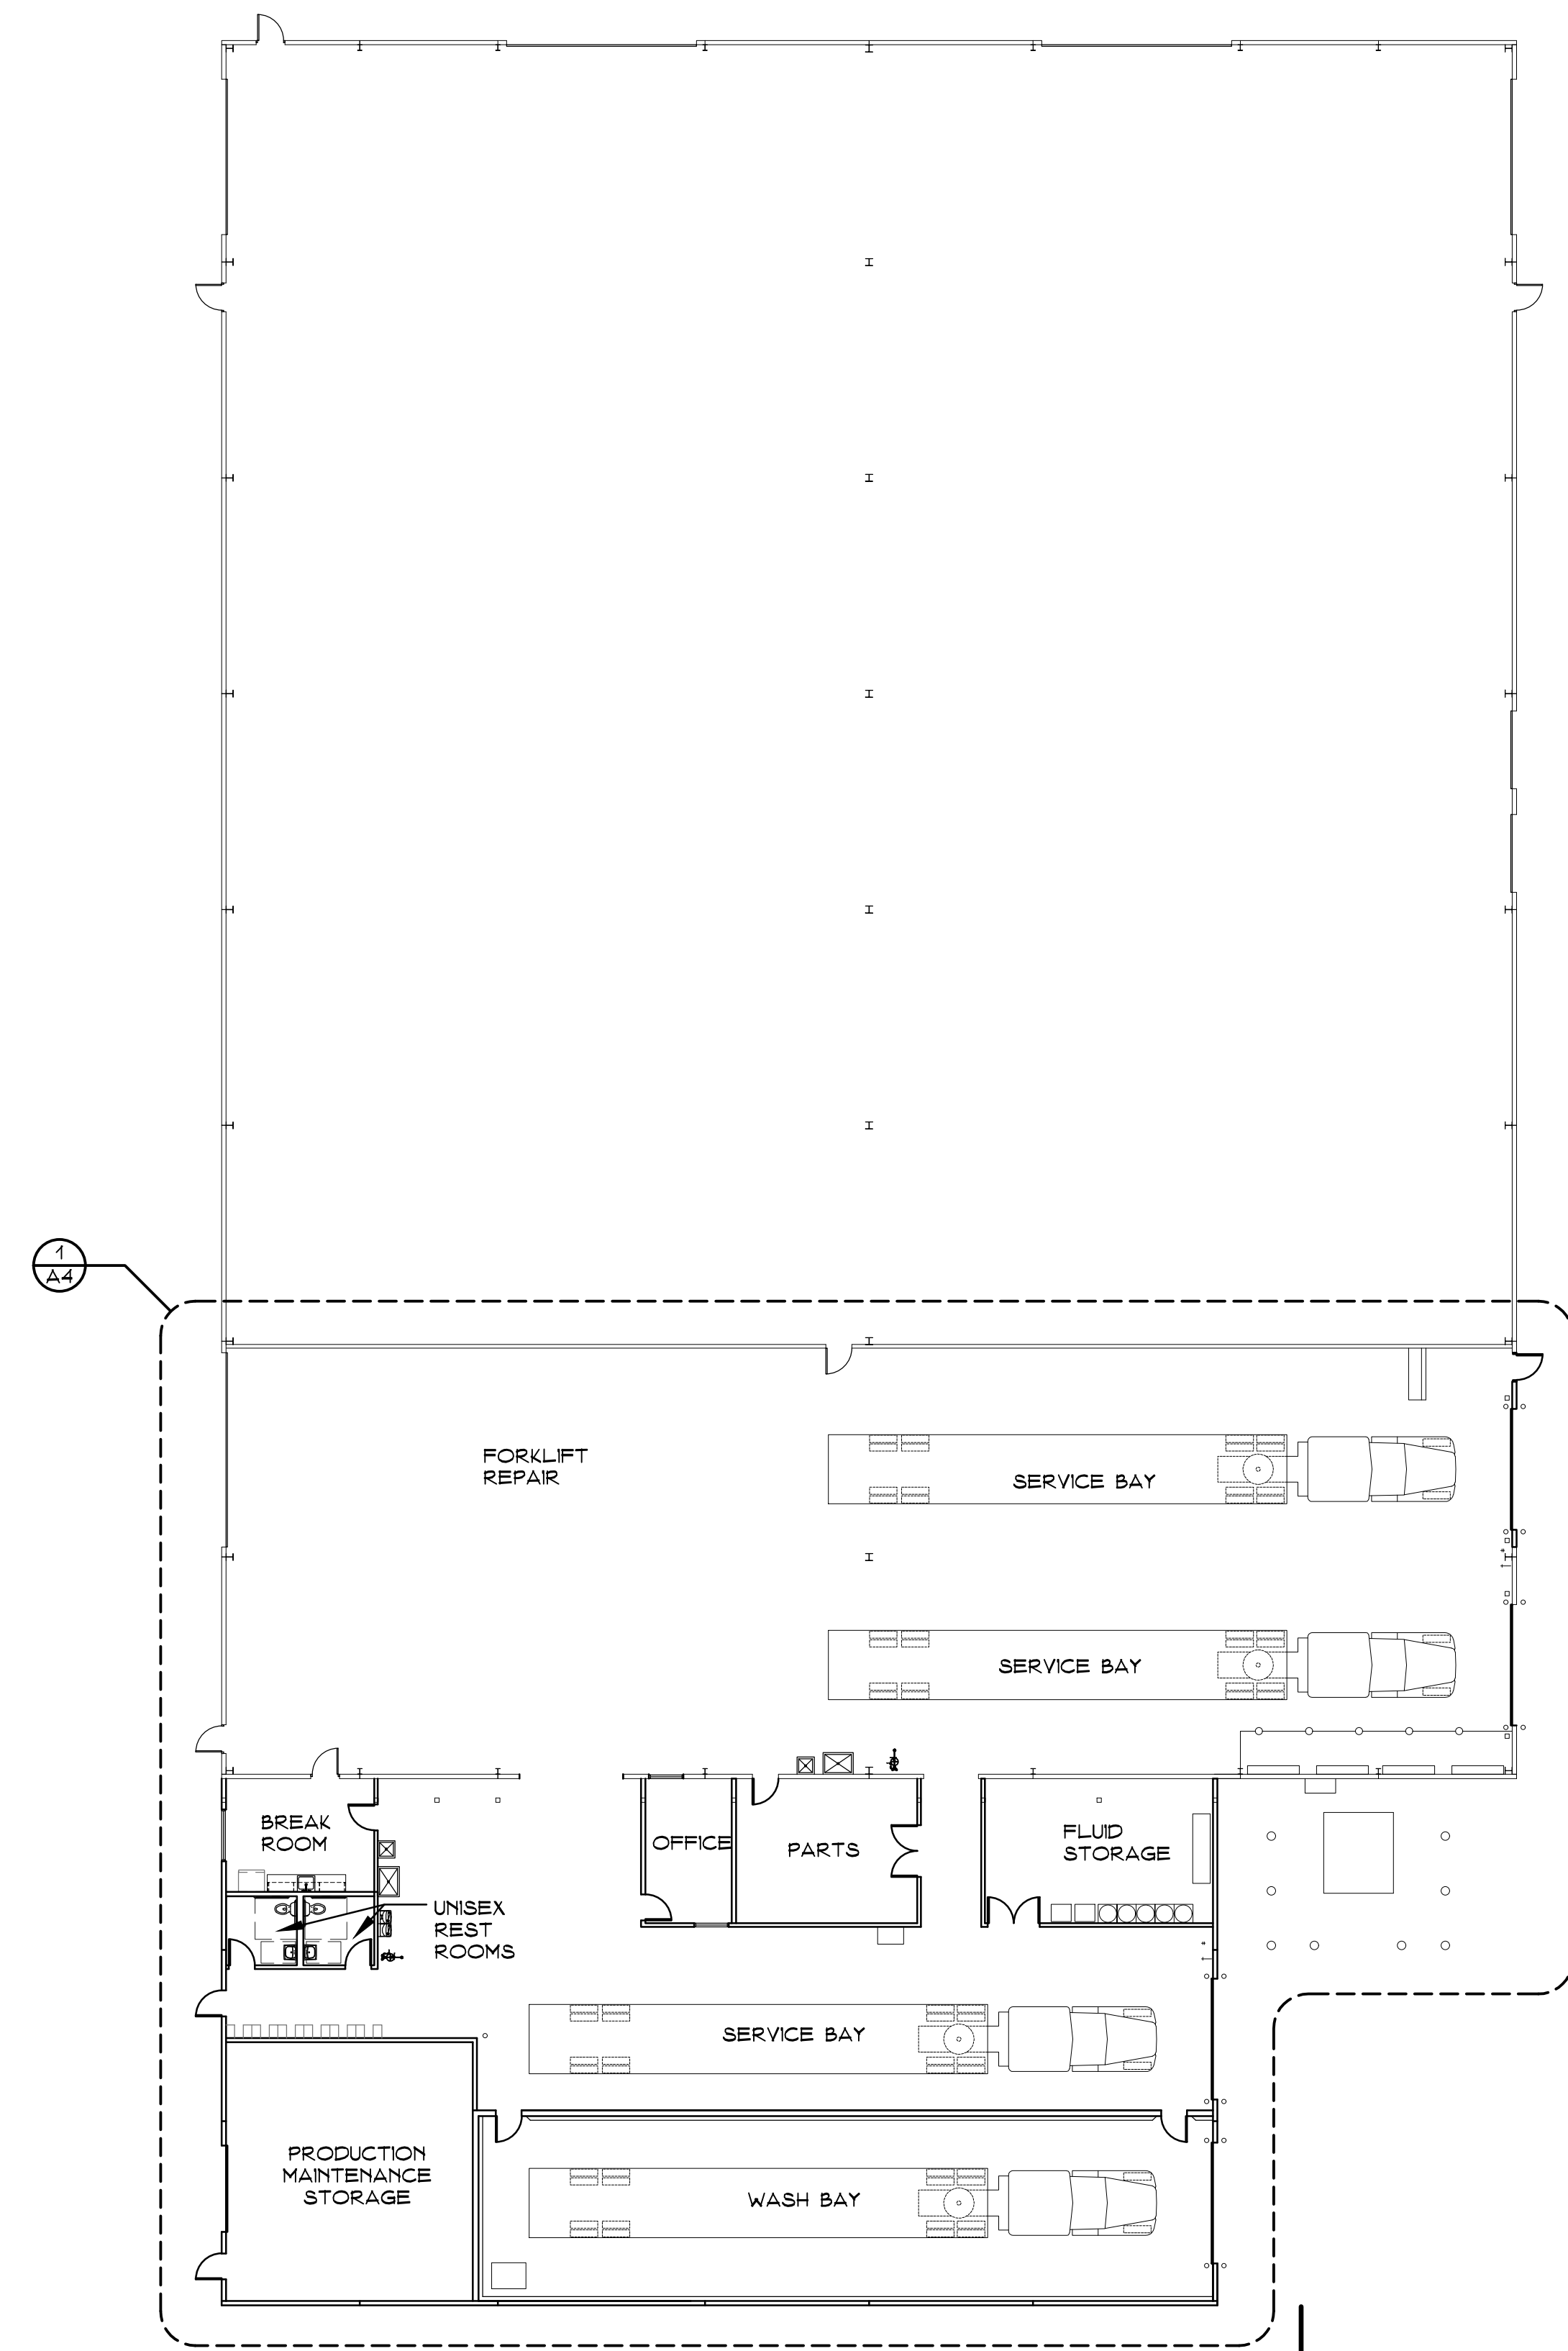 1
A4
FORKLIFT
REPAIR
SERVICE BAY
SERVICE BAY
BREAK
ROOM
OFFICE
PARTS
FLUID
STORAGE
UNISEX
REST
ROOMS
SERVICE BAY
PRODUCTION
MAINTENANCE
STORAGE
WASH BAY